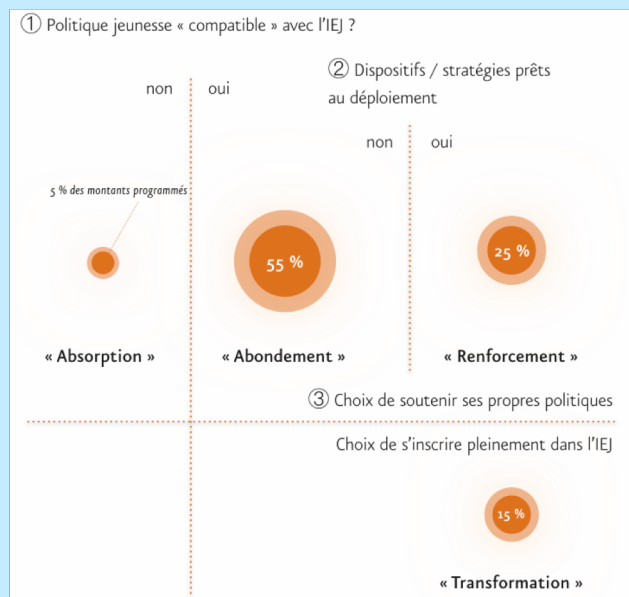 ① Politique jeunesse « compatible » avec l'IEJ ?
② Dispositifs / stratégies prêts
au déploiement
non
oui
non
oui
5 % des montants programmés
55 %
25 %
« Absorption »
« Abondement »
« Renforcement »
③ Choix de soutenir ses propres politiques
Choix de s'inscrire pleinement dans l'IEJ
15 %
« Transformation »